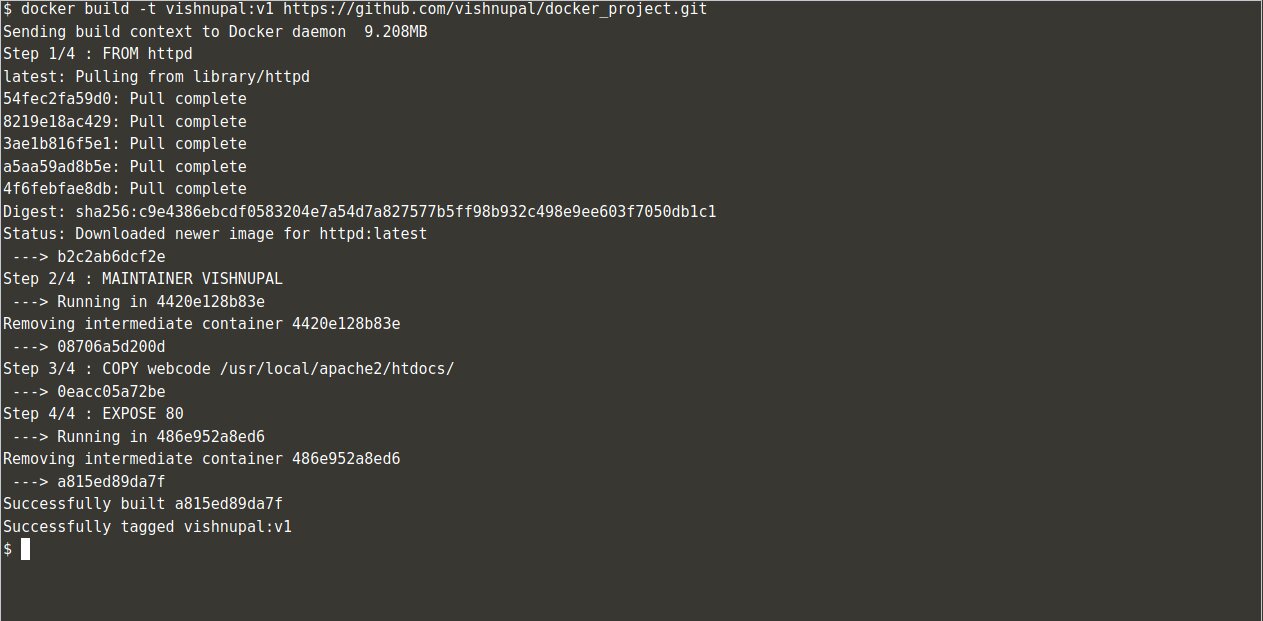 $ docker build -t vishnupal:v1 https://github.com/vishnupal/docker_project.git
Sending build context to Docker daemon  9.208MB
Step 1/4 : FROM httpd
latest: Pulling from library/httpd
54fec2fa59d0: Pull complete
8219e18ac429: Pull complete
3ae1b816f5e1: Pull complete
a5aa59ad8b5e: Pull complete
4f6febfae8db: Pull complete
Digest: sha256:c9e4386ebcdf0583204e7a54d7a827577b5ff98b932c498e9ee603f7050db1c1
Status: Downloaded newer image for httpd:latest
 ---> b2c2ab6dcf2e
Step 2/4 : MAINTAINER VISHNUPAL
 ---> Running in 4420e128b83e
Removing intermediate container 4420e128b83e
 ---> 08706a5d200d
Step 3/4 : COPY webcode /usr/local/apache2/htdocs/
 ---> 0eacc05a72be
Step 4/4 : EXPOSE 80
 ---> Running in 486e952a8ed6
Removing intermediate container 486e952a8ed6
 ---> a815ed89da7f
Successfully built a815ed89da7f
Successfully tagged vishnupal:v1
$